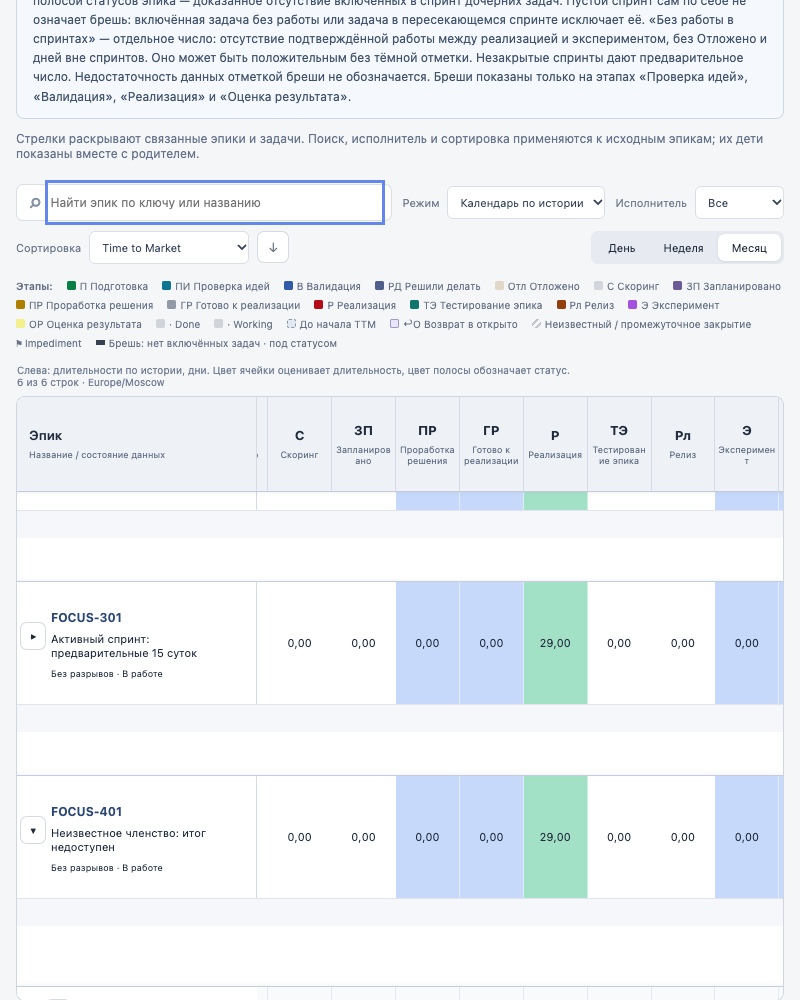 полосой статусов эпика — доказанное отсутствие включённых в спринт дочерних задач. Пустой спринт сам по себе не
означает брешь: включённая задача без работы или задача в пересекающемся спринте исключает её. «Без работы в
спринтах» — отдельное число: отсутствие подтверждённой работы между реализацией и экспериментом, без Отложено и
дней вне спринтов. Оно может быть положительным без тёмной отметки. Незакрытые спринты дают предварительное
число. Недостаточность данных отметкой бреши не обозначается. Бреши показаны только на этапах «Проверка идей»,
«Валидация», «Реализация» и «Оценка результата».
Стрелки раскрывают связанные эпики и задачи. Поиск, исполнитель и сортировка применяются к исходным эпикам; их дети
показаны вместе с родителем.
Найти эпик по ключу или названию
Режим
Календарь по истории
Исполнитель
Все
Сортировка
Time to Market
↓
День
Неделя
Месяц
Этапы: П Подготовка ПИ Проверка идей В Валидация РД Решили делать Отл Отложено С Скоринг ЗП Запланировано
ПР Проработка решения ГР Готово к реализации Р Реализация ТЭ Тестирование эпика Рл Релиз Э Эксперимент
ОР Оценка результата · Done · Working До начала TTM ↩О Возврат в открыто Неизвестный / промежуточное закрытие
⚑ Impediment Брешь: нет включённых задач · под статусом
Слева: длительности по истории, дни. Цвет ячейки оценивает длительность, цвет полосы обозначает статус.
6 из 6 строк · Europe/Moscow
Эпик
Название / состояние данных
С
Скоринг
ЗП
Запланиров
ано
ПР
Проработка
решения
ГР
Готово к
реализации
Р
Реализация
ТЭ
Тестирован
ие эпика
Рл
Релиз
Э
Эксперимен
т
▸
FOCUS-301
Активный спринт:
предварительные 15 суток
Без разрывов · В работе
0,00 0,00 0,00 0,00 29,00 0,00 0,00 0,00
▾
FOCUS-401
Неизвестное членство: итог
недоступен
Без разрывов · В работе
0,00 0,00 0,00 0,00 29,00 0,00 0,00 0,00